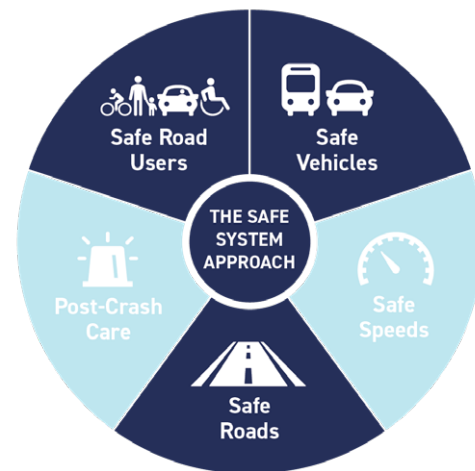 Safe Road
Users
Safe
Vehicles
THE SAFE
SYSTEM
APPROACH
Post-Crash
Care
Safe
Speeds
Safe
Roads